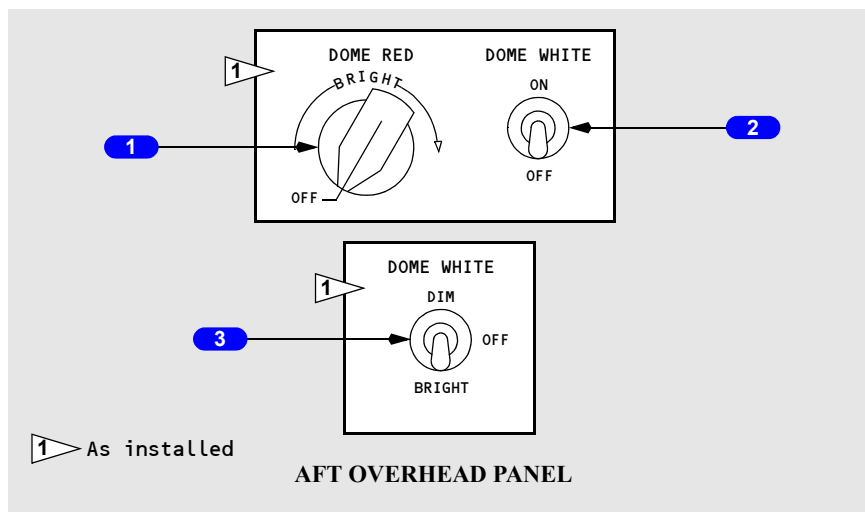 DOME RED DOME WHITE
1
BRIGHT
ON
1
2
OFF
OFF
DOME WHITE
1
DIM
3
OFF
BRIGHT
1 As installed
AFT OVERHEAD PANEL